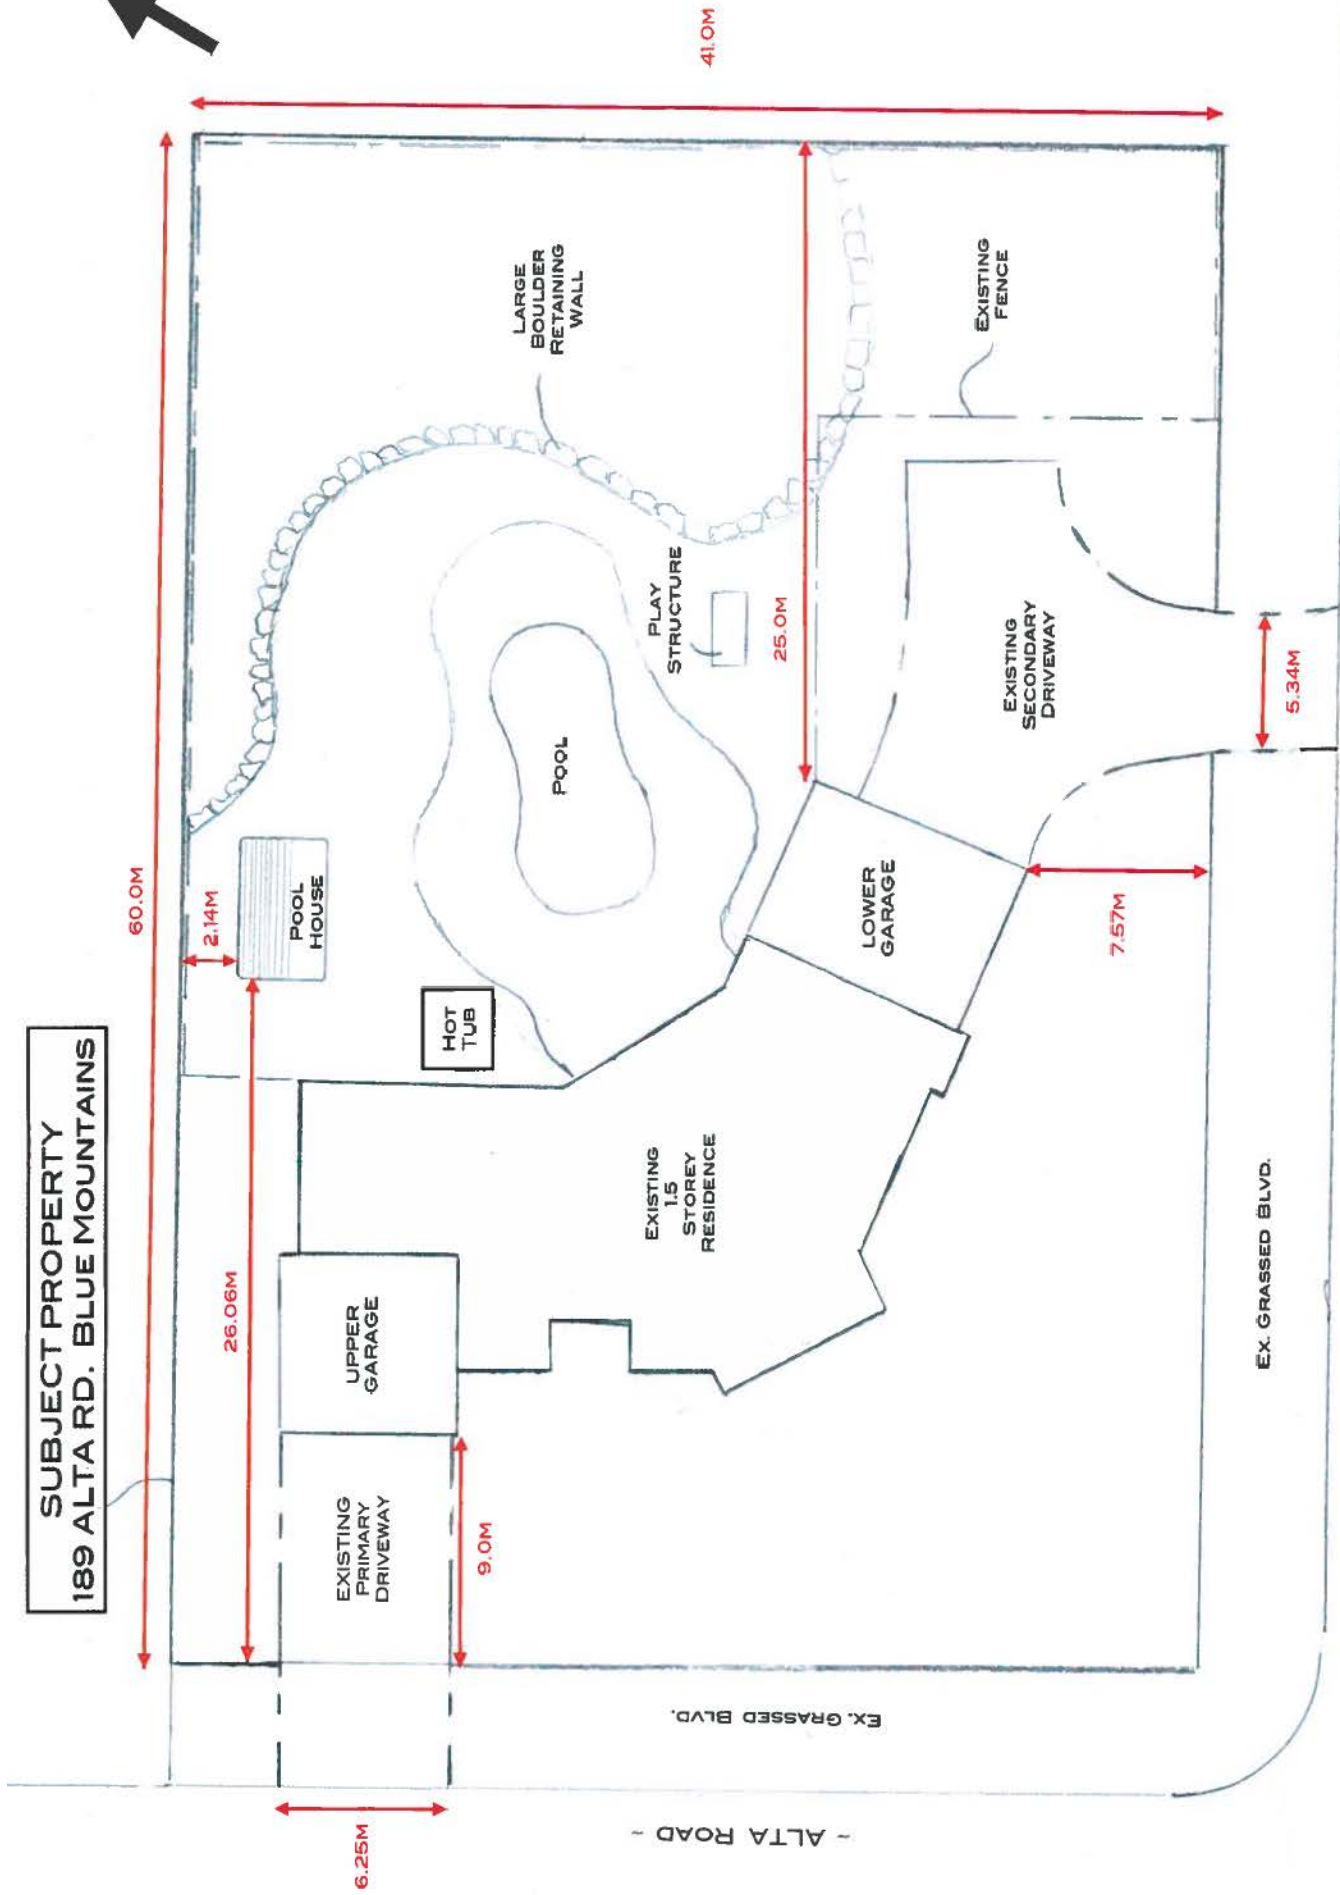 SUBJECT PROPERTY
189 ALTA RD. BLUE MOUNTAINS
60.0M
41.0M
2.14M
26.06M
POOL
HOUSE
HOT
TUB
LARGE
BOULDER
RETAINING
WALL
POOL
PLAY
STRUCTURE
25.0M
EXISTING
FENCE
UPPER
GARAGE
EXISTING
PRIMARY
DRIVEWAY
9.0M
6.25M
EXISTING
1.5
STOREY
RESIDENCE
LOWER
GARAGE
EXISTING
SECONDARY
DRIVEWAY
7.57M
5.34M
EX. GRASSED BLVD.
EX. GRASSED BLVD.
~ ALTA ROAD ~